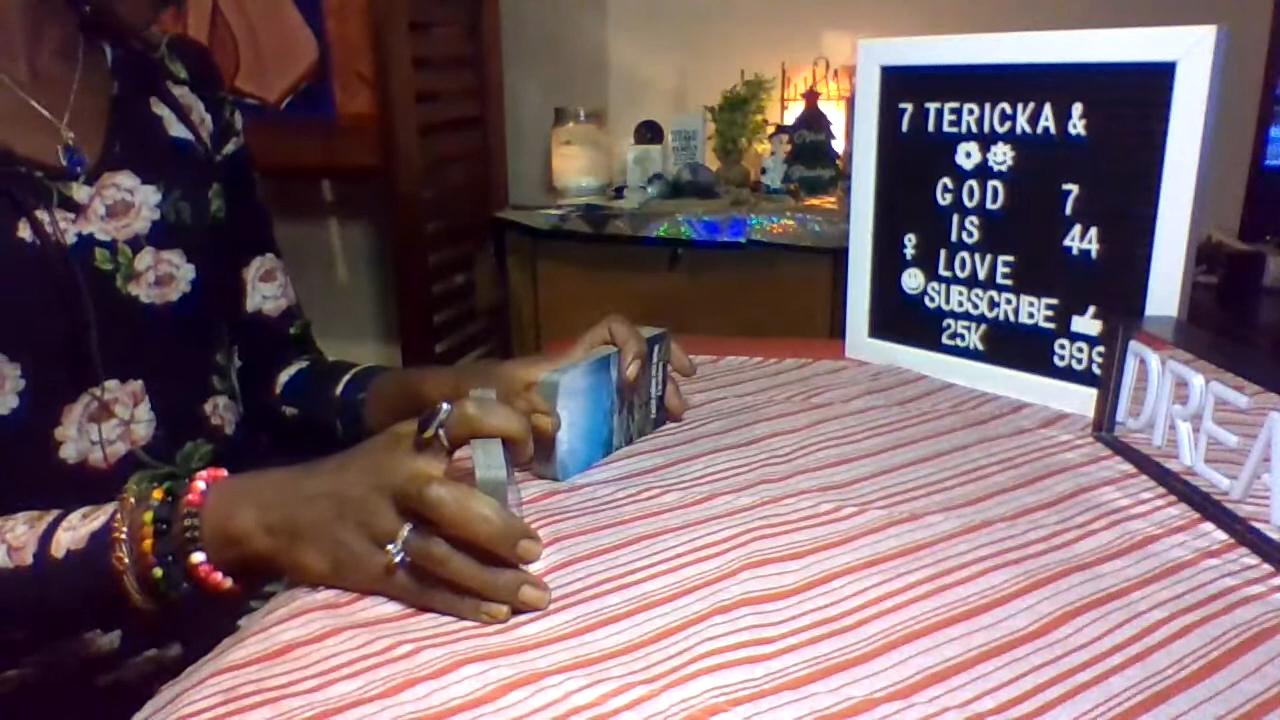 7 TERICKA &
GOD 7
IS 44
LOVE
SUBSCRIBE
25K 999
DREA